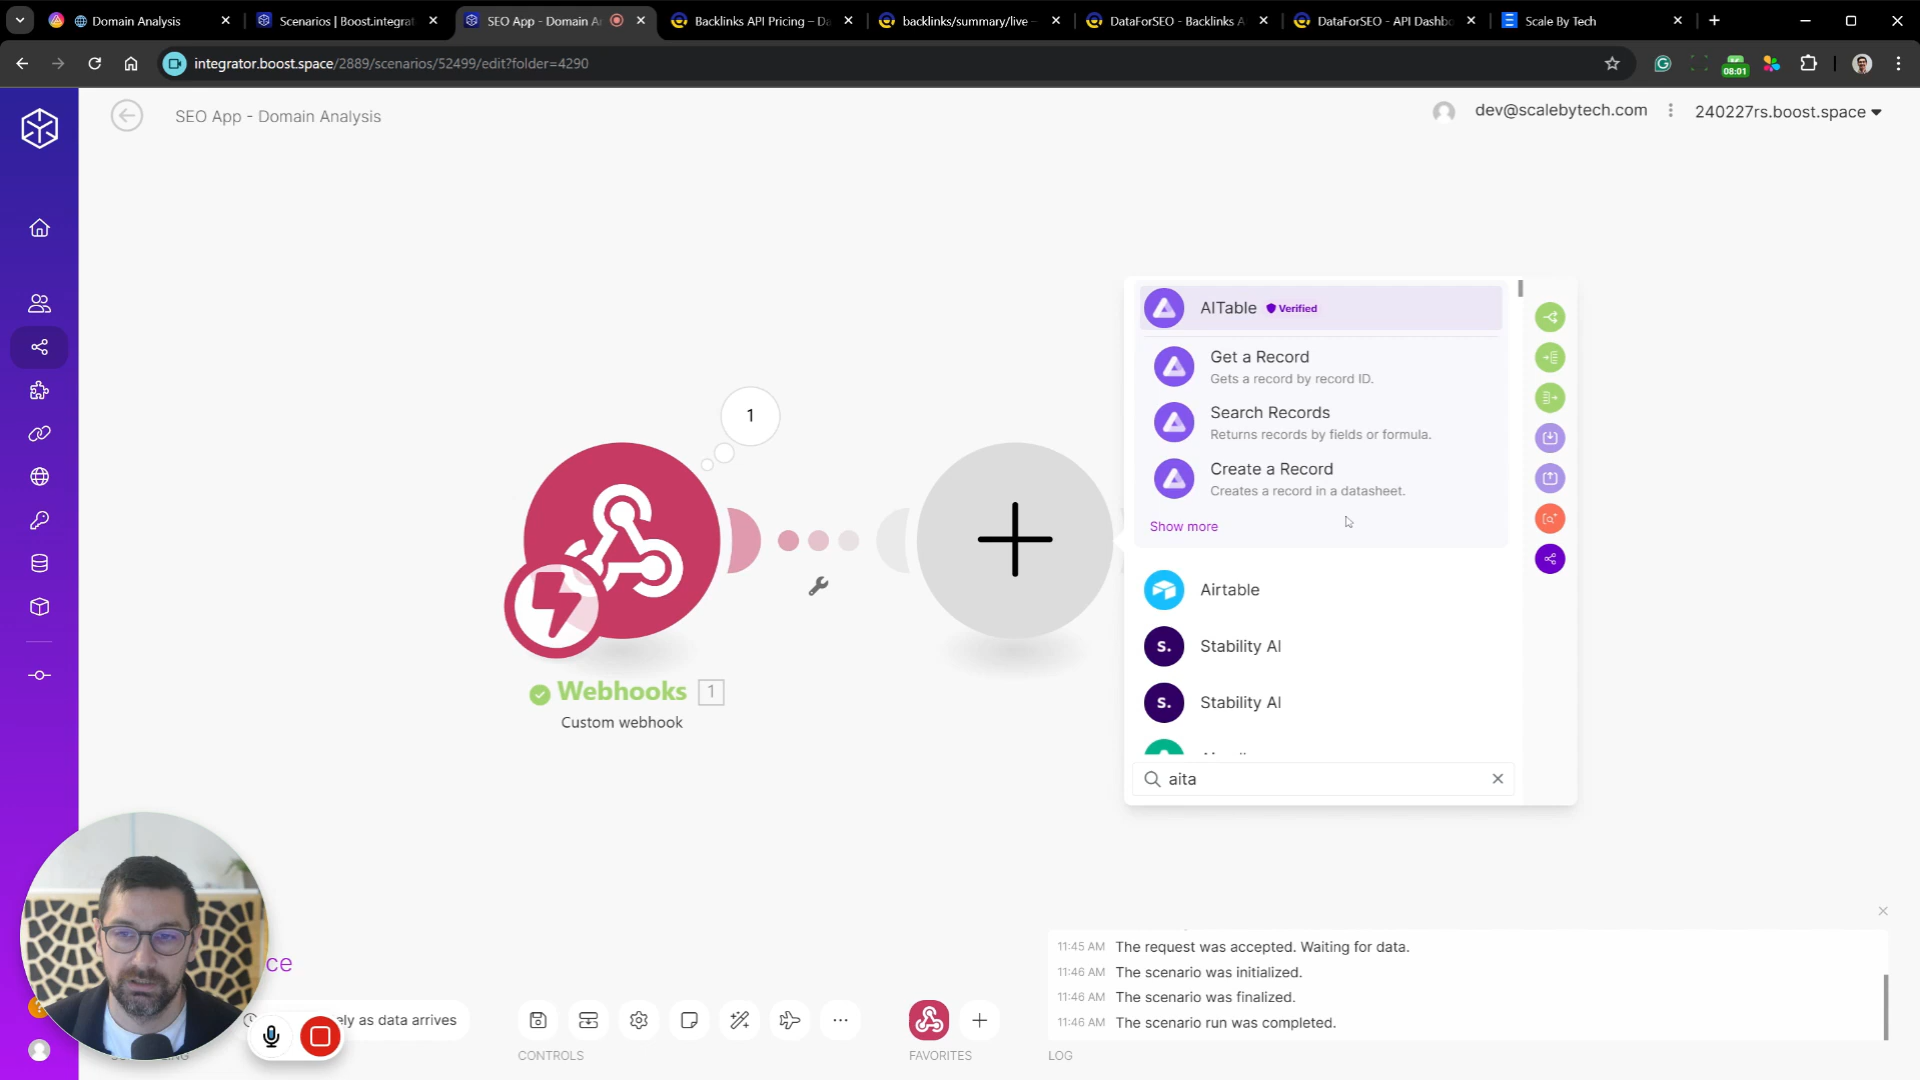 Domain Analysis
Scenarios | Boost.integrat
SEO App - Domain A
Backlinks API Pricing – D
backlinks/summary/live –
DataForSEO - Backlinks A
DataForSEO - API Dashb
Scale By Tech
integrator.boost.space/2889/scenarios/52499/edit?folder=4290
08:01
SEO App - Domain Analysis
dev@scalebytech.com
240227rs.boost.space
AITable
Verified
Get a Record
Gets a record by record ID.
Search Records
Returns records by fields or formula.
Create a Record
Creates a record in a datasheet.
Show more
Airtable
s. Stability AI
s. Stability AI
aita
1
Webhooks 1
Custom webhook
ce
ely as data arrives
CONTROLS
FAVORITES
LOG
11:45 AM The request was accepted. Waiting for data.
11:46 AM The scenario was initialized.
11:46 AM The scenario was finalized.
11:46 AM The scenario run was completed.